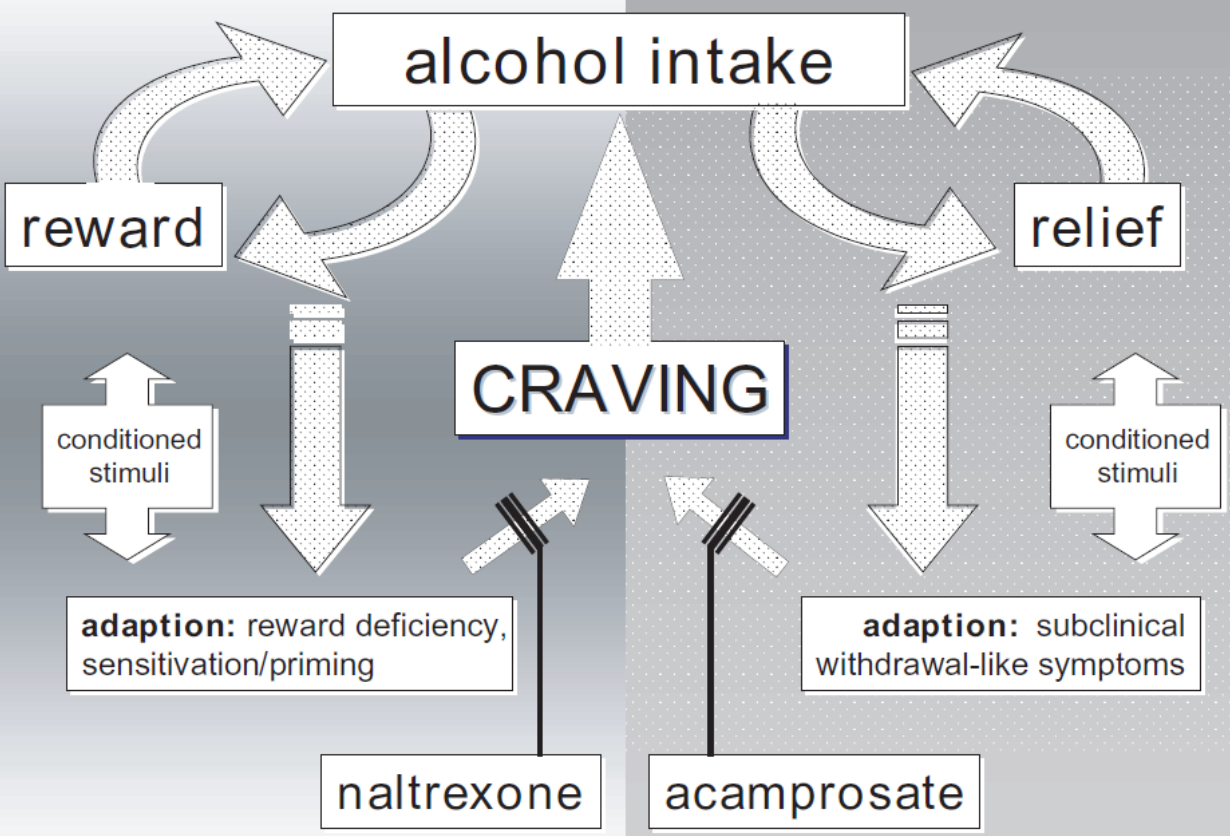 alcohol intake
reward
relief
CRAVING
conditioned
stimuli
conditioned
stimuli
adaption: reward deficiency,
sensitivation/priming
adaption: subclinical
withdrawal-like symptoms
naltrexone
acamprosate